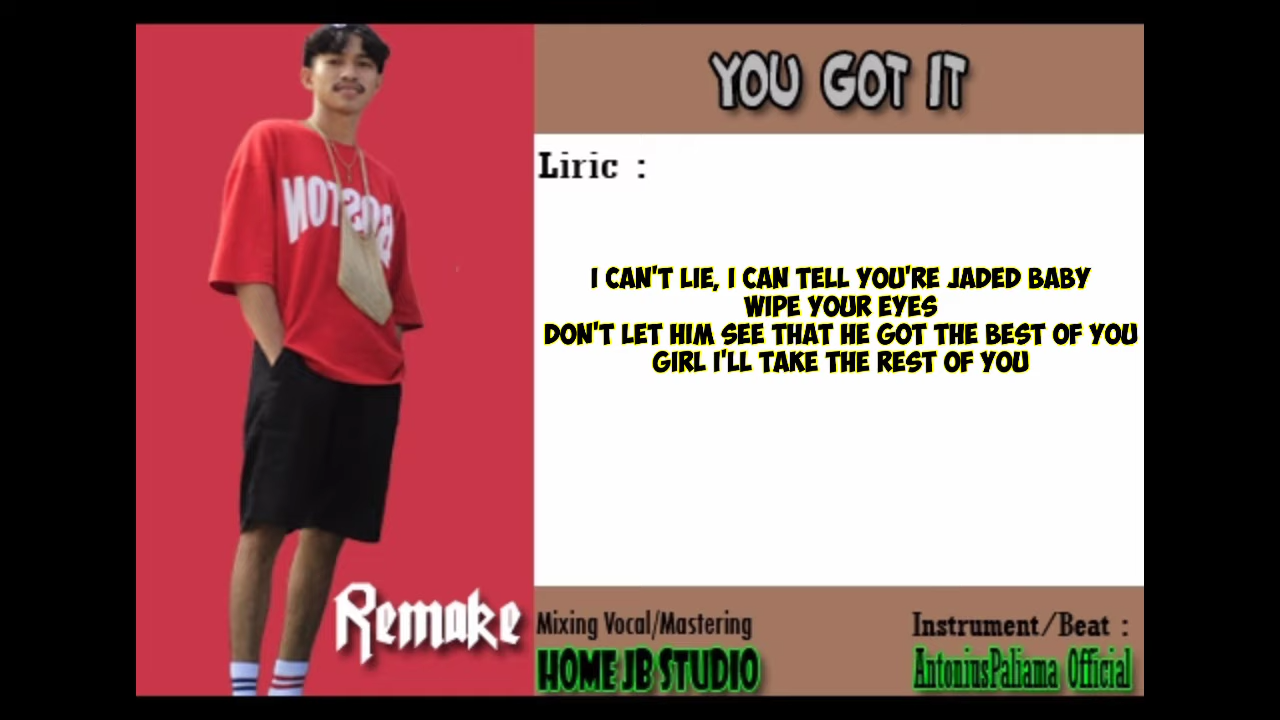 YOU GOT IT
Liric :
I CAN'T LIE, I CAN TELL YOU'RE JADED BABY
WIPE YOUR EYES
DON'T LET HIM SEE THAT HE GOT THE BEST OF YOU
GIRL I'LL TAKE THE REST OF YOU
BOSTON
Remake
Mixing Vocal/Mastering
HOME JB STUDIO
Instrument/Beat :
AntoniusPaliama Official